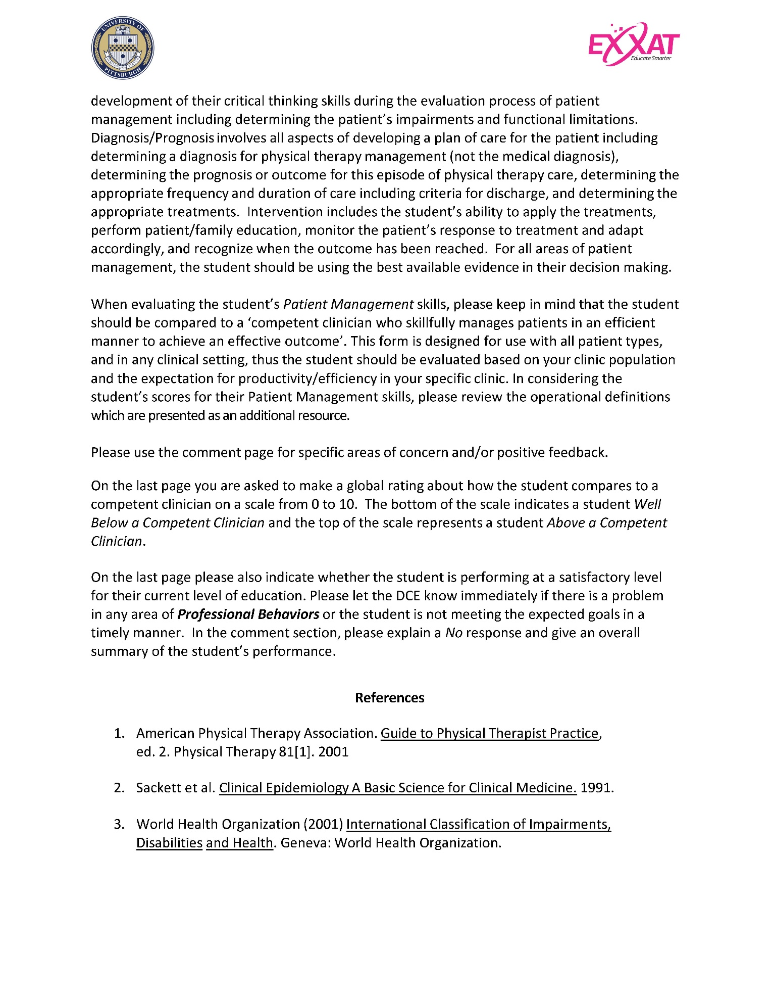 UNIVERSITY OF
PITTSBURGH
EXXAT
Educate Smarter
development of their critical thinking skills during the evaluation process of patient
management including determining the patient’s impairments and functional limitations.
Diagnosis/Prognosis involves all aspects of developing a plan of care for the patient including
determining a diagnosis for physical therapy management (not the medical diagnosis),
determining the prognosis or outcome for this episode of physical therapy care, determining the
appropriate frequency and duration of care including criteria for discharge, and determining the
appropriate treatments.  Intervention includes the student’s ability to apply the treatments,
perform patient/family education, monitor the patient’s response to treatment and adapt
accordingly, and recognize when the outcome has been reached.  For all areas of patient
management, the student should be using the best available evidence in their decision making.
When evaluating the student’s Patient Management skills, please keep in mind that the student
should be compared to a ‘competent clinician who skillfully manages patients in an efficient
manner to achieve an effective outcome’. This form is designed for use with all patient types,
and in any clinical setting, thus the student should be evaluated based on your clinic population
and the expectation for productivity/efficiency in your specific clinic. In considering the
student’s scores for their Patient Management skills, please review the operational definitions
which are presented as an additional resource.
Please use the comment page for specific areas of concern and/or positive feedback.
On the last page you are asked to make a global rating about how the student compares to a
competent clinician on a scale from 0 to 10.  The bottom of the scale indicates a student Well
Below a Competent Clinician and the top of the scale represents a student Above a Competent
Clinician.
On the last page please also indicate whether the student is performing at a satisfactory level
for their current level of education. Please let the DCE know immediately if there is a problem
in any area of Professional Behaviors or the student is not meeting the expected goals in a
timely manner.  In the comment section, please explain a No response and give an overall
summary of the student’s performance.
References
1. American Physical Therapy Association. Guide to Physical Therapist Practice,
ed. 2. Physical Therapy 81[1]. 2001
2. Sackett et al. Clinical Epidemiology A Basic Science for Clinical Medicine. 1991.
3. World Health Organization (2001) International Classification of Impairments,
Disabilities and Health. Geneva: World Health Organization.